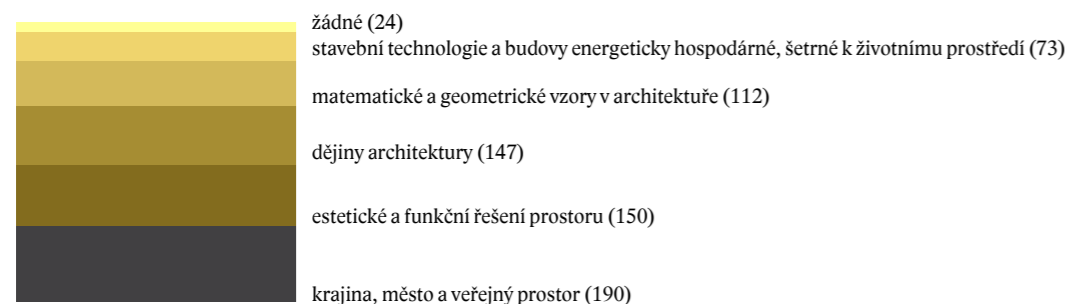 žádné (24)
stavební technologie a budovy energeticky hospodárné, šetrné k životnímu prostředí (73)
matematické a geometrické vzory v architektuře (112)
dějiny architektury (147)
estetické a funkční řešení prostoru (150)
krajina, město a veřejný prostor (190)